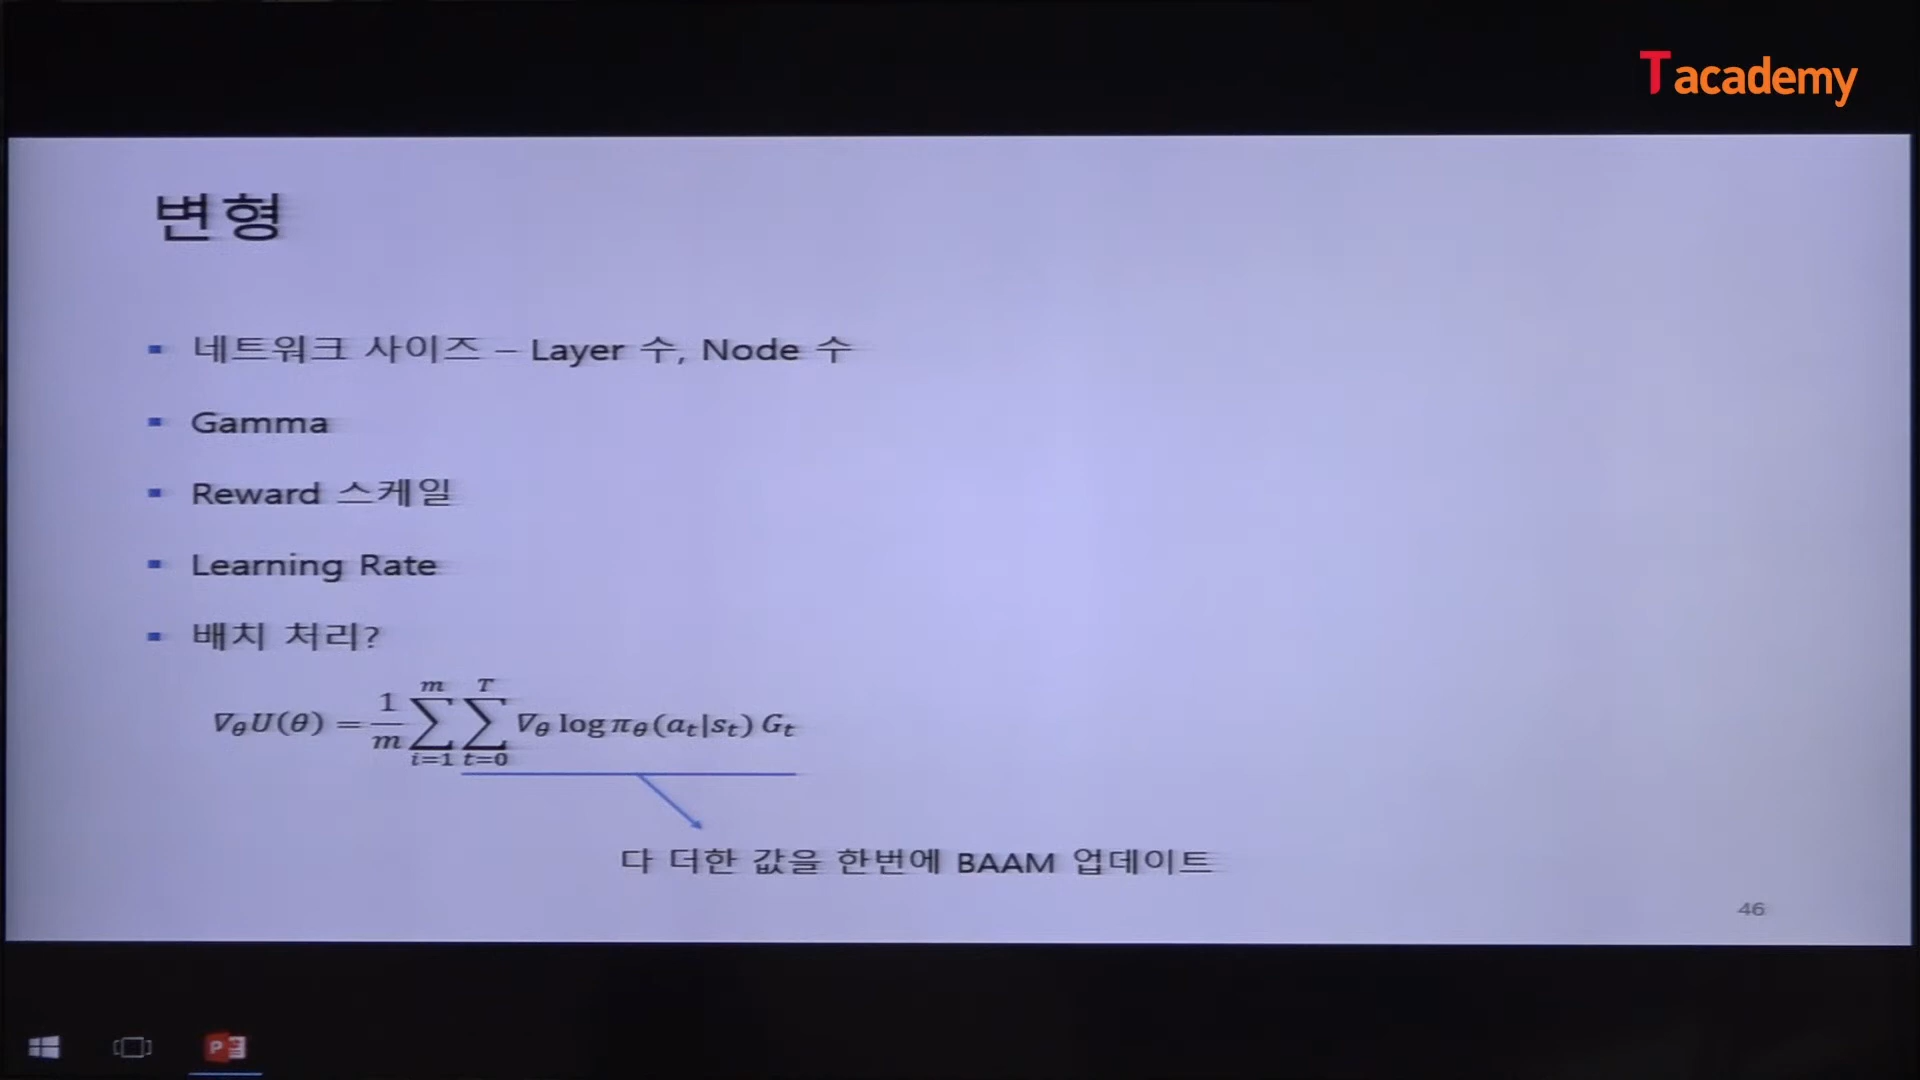 Tacademy
변형
네트워크 사이즈 – Layer 수, Node 수
Gamma
Reward 스케일
Learning Rate
배치 처리?
∇θU(θ) = 1/m ∑_{i=1}^{m} ∑_{t=0}^{T} ∇θ log πθ(at|st) Gt
다 더한 값을 한번에 BAAM 업데이트
46